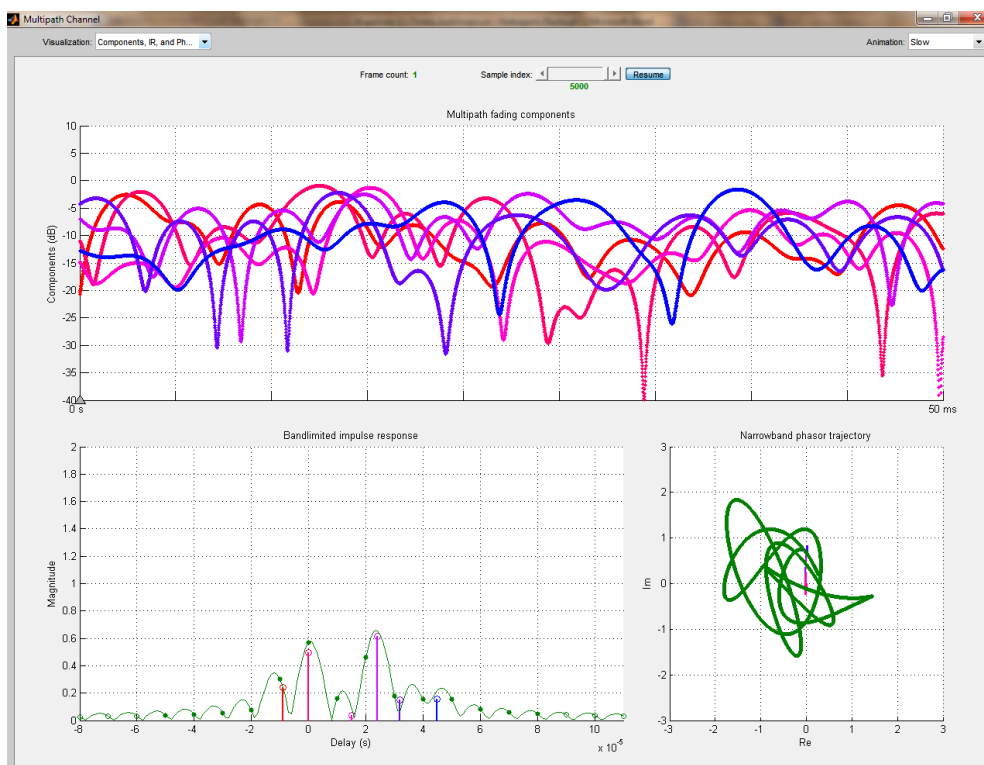 Multipath Channel
Visualization: Components, IR, and Ph... Animation: Slow
Frame count: 1 Sample index: 5000 Resume
Multipath fading components
Components (dB)
10
5
0
-5
-10
-15
-20
-25
-30
-35
-40
0 s 50 ms
Bandlimited impulse response
Magnitude
2
1.8
1.6
1.4
1.2
1
0.8
0.6
0.4
0.2
0
-8 -6 -4 -2 0 2 4 6 8 10
Delay (s) x 10-5
Narrowband phasor trajectory
Im
3
2
1
0
-1
-2
-3
-3 -2 -1 0 1 2 3
Re